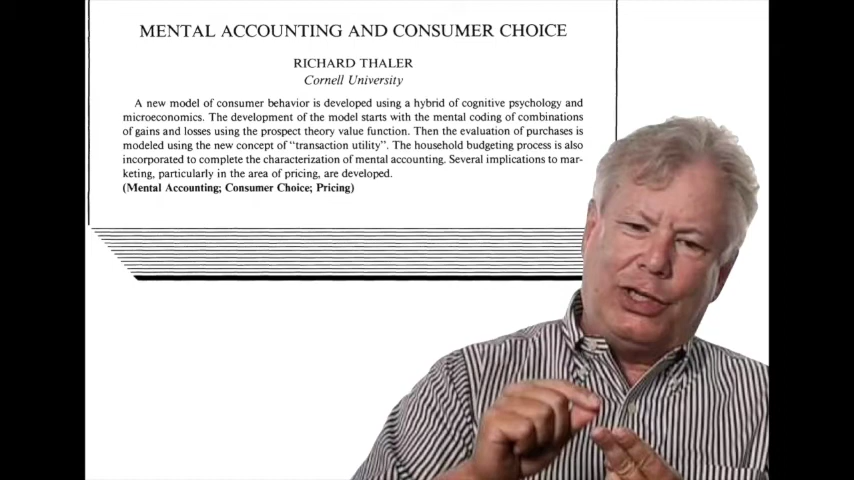 MENTAL ACCOUNTING AND CONSUMER CHOICE
RICHARD THALER
Cornell University
A new model of consumer behavior is developed using a hybrid of cognitive psychology and
microeconomics. The development of the model starts with the mental coding of combinations
of gains and losses using the prospect theory value function. Then the evaluation of purchases is
modeled using the new concept of "transaction utility". The household budgeting process is also
incorporated to complete the characterization of mental accounting. Several implications to mar-
keting, particularly in the area of pricing, are developed.
(Mental Accounting; Consumer Choice; Pricing)